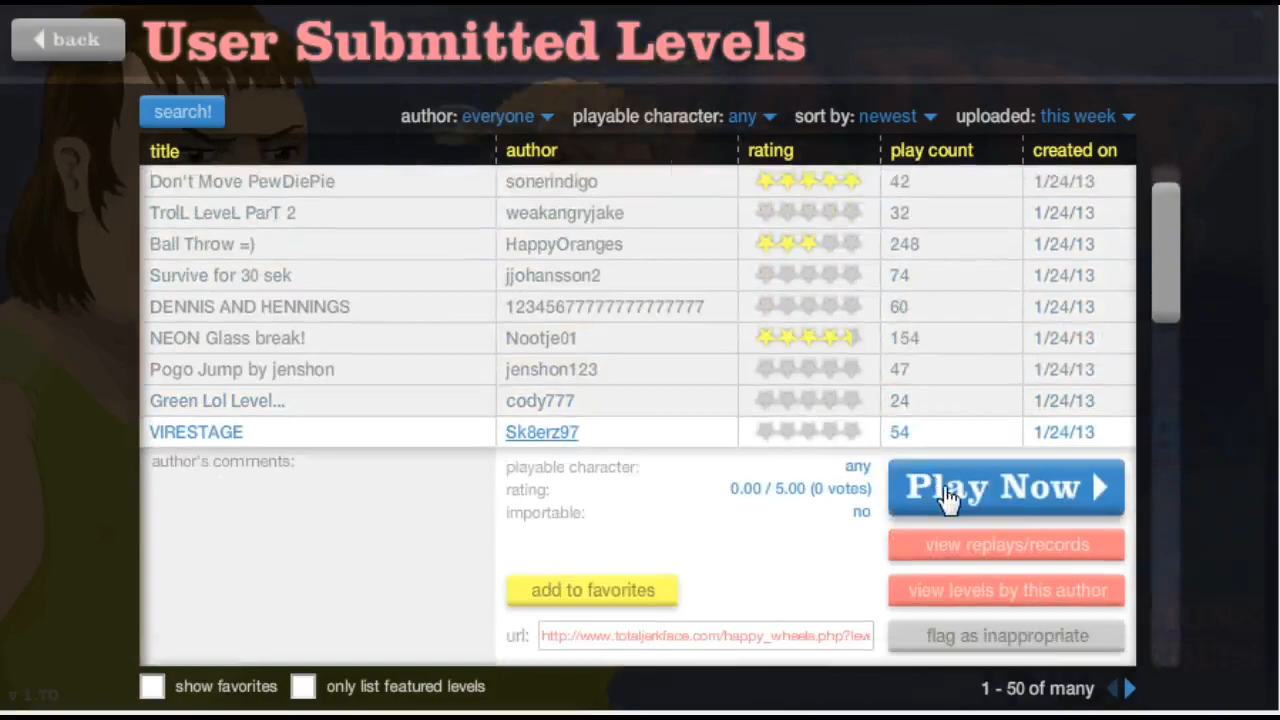 back
User Submitted Levels
search!
author: everyone playable character: any sort by: newest uploaded: this week
title author rating play count created on
Don't Move PewDiePie sonerindigo 42 1/24/13
TrolL LeveL ParT 2 weakangryjake 32 1/24/13
Ball Throw =) HappyOranges 248 1/24/13
Survive for 30 sek jjohansson2 74 1/24/13
DENNIS AND HENNINGS 12345677777777777777 60 1/24/13
NEON Glass break! Nootje01 154 1/24/13
Pogo Jump by jenshon jenshon123 47 1/24/13
Green Lol Level... cody777 24 1/24/13
VIRESTAGE Sk8erz97 54 1/24/13
author's comments:
playable character: any
rating: 0.00 / 5.00 (0 votes)
importable: no
Play Now
view replays/records
add to favorites
view levels by this author
url: http://www.totaljerkface.com/happy_wheels.php?lev
flag as inappropriate
show favorites only list featured levels
1 - 50 of many
v 1.70